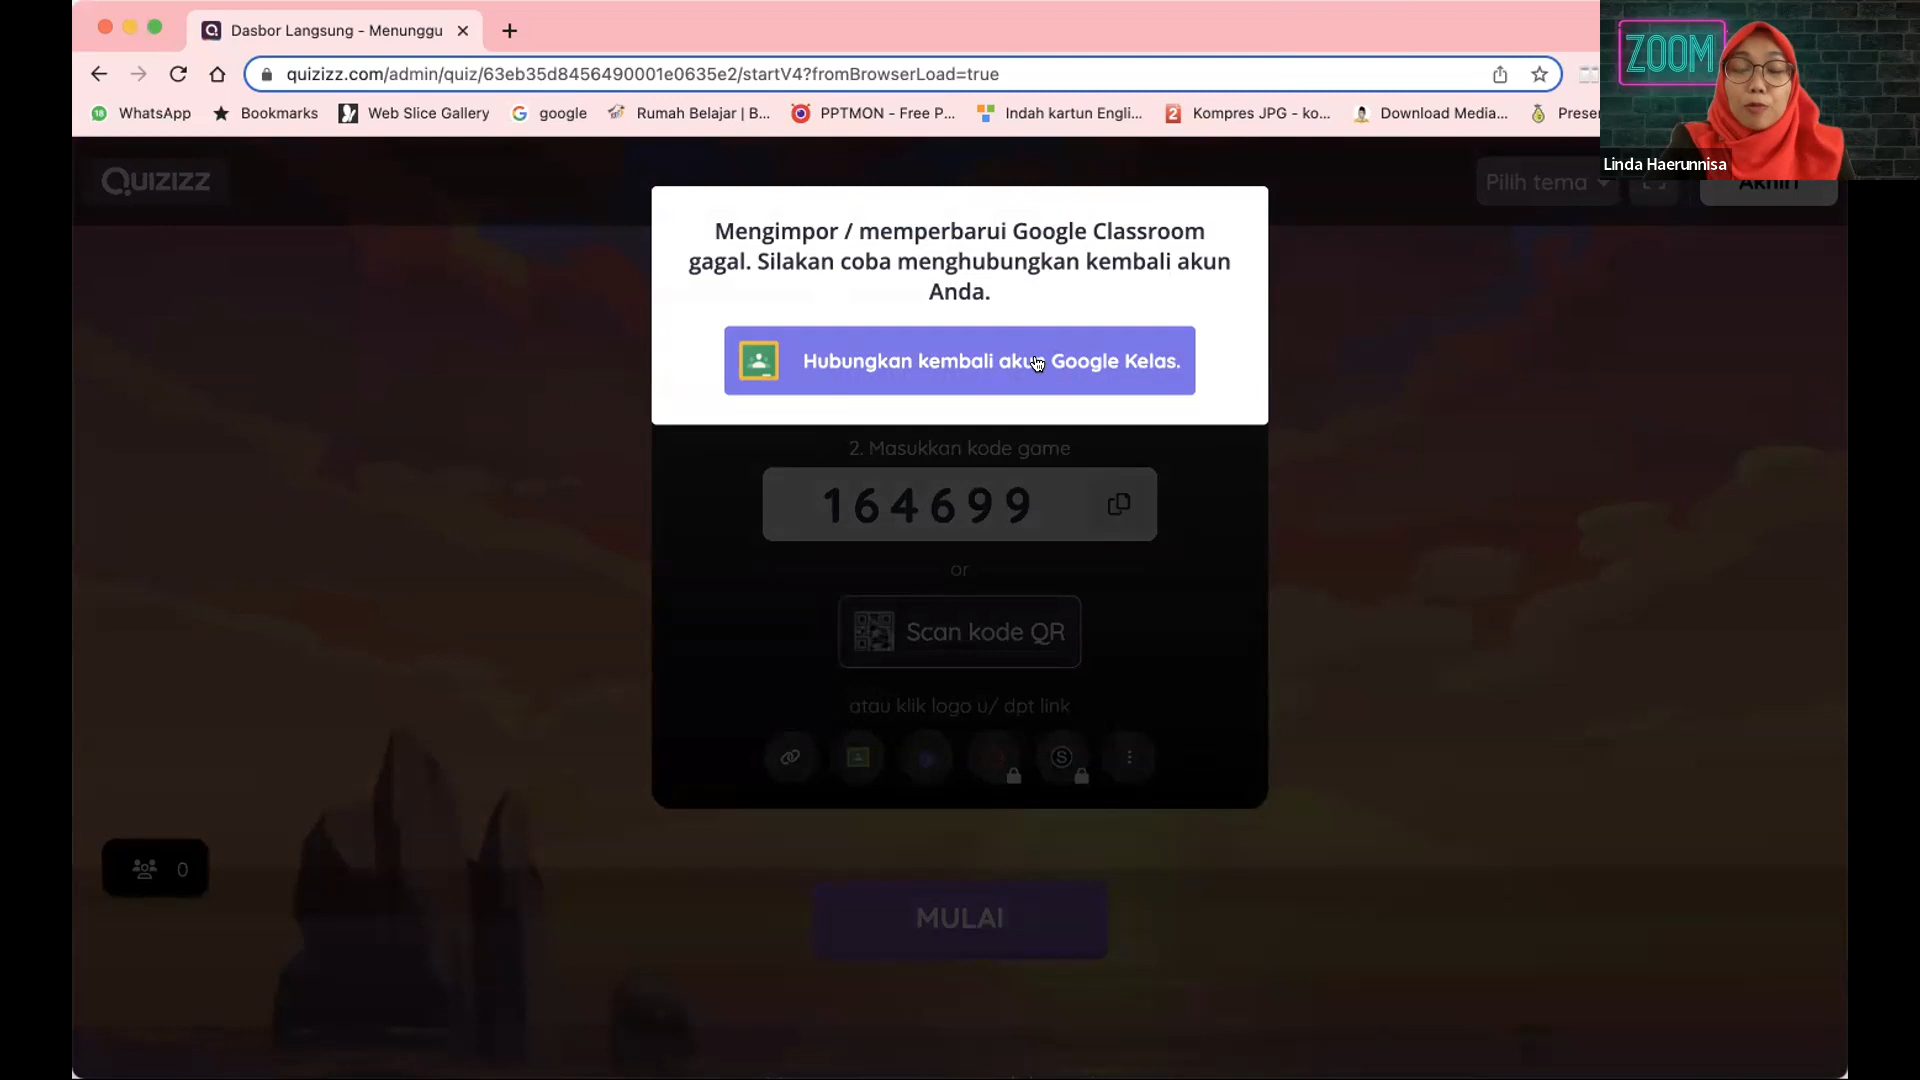 Dasbor Langsung - Menunggu
quizizz.com/admin/quiz/63eb35d8456490001e0635e2/startV4?fromBrowserLoad=true
WhatsApp Bookmarks Web Slice Gallery google Rumah Belajar | B... PPTMON - Free P... Indah kartun Engli... Kompres JPG - ko... Download Media... Presen
ZOOM
Linda Haerunnisa
QUIZIZZ
Pilih tema
Akhiri
Mengimpor / memperbarui Google Classroom
gagal. Silakan coba menghubungkan kembali akun
Anda.
Hubungkan kembali akun Google Kelas.
2. Masukkan kode game
164699
or
Scan kode QR
atau klik logo u/ dpt link
0
MULAI